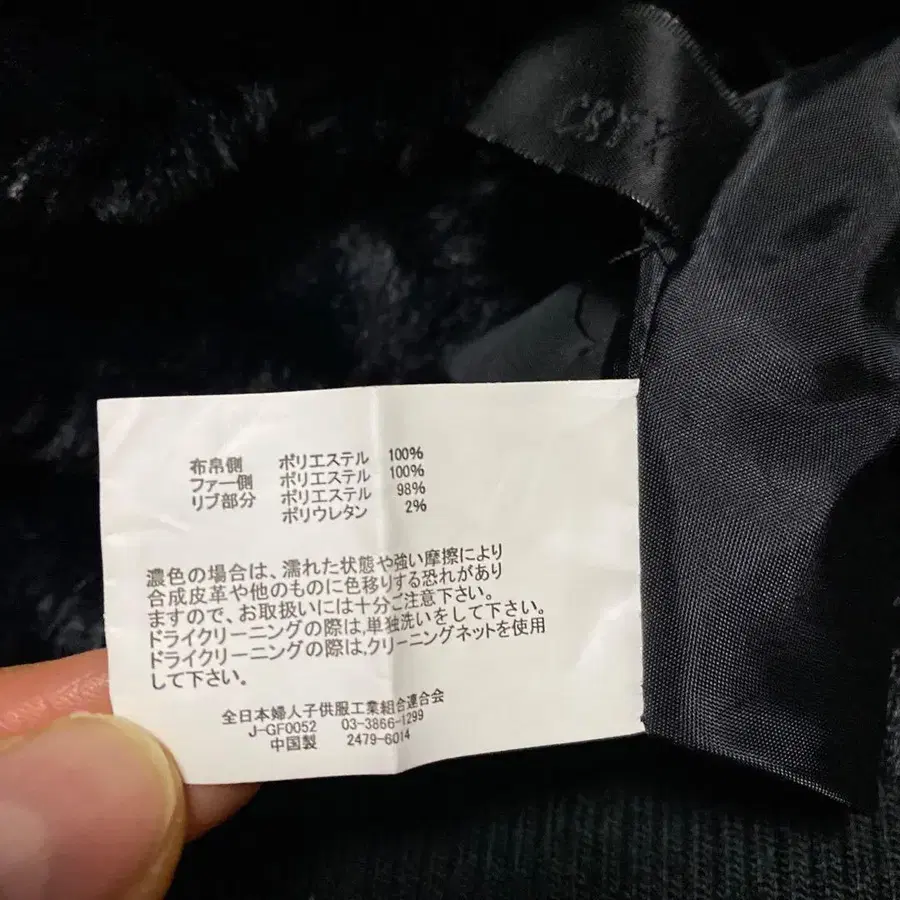 布帛側 ポリエステル 100%
ファー側 ポリエステル 100%
リブ部分 ポリエステル 98%
ポリウレタン 2%
濃色の場合は、濡れた状態や強い摩擦により
合成皮革や他のものに色移りする恐れがあり
ますので、お取扱いには十分ご注意下さい。
ドライクリーニングの際は、単独洗いをして下さい。
ドライクリーニングの際は、クリーニングネットを使用
して下さい。
全日本婦人子供服工業組合連合会
J-GF0052 03-3866-1299
中国製 2479-6014